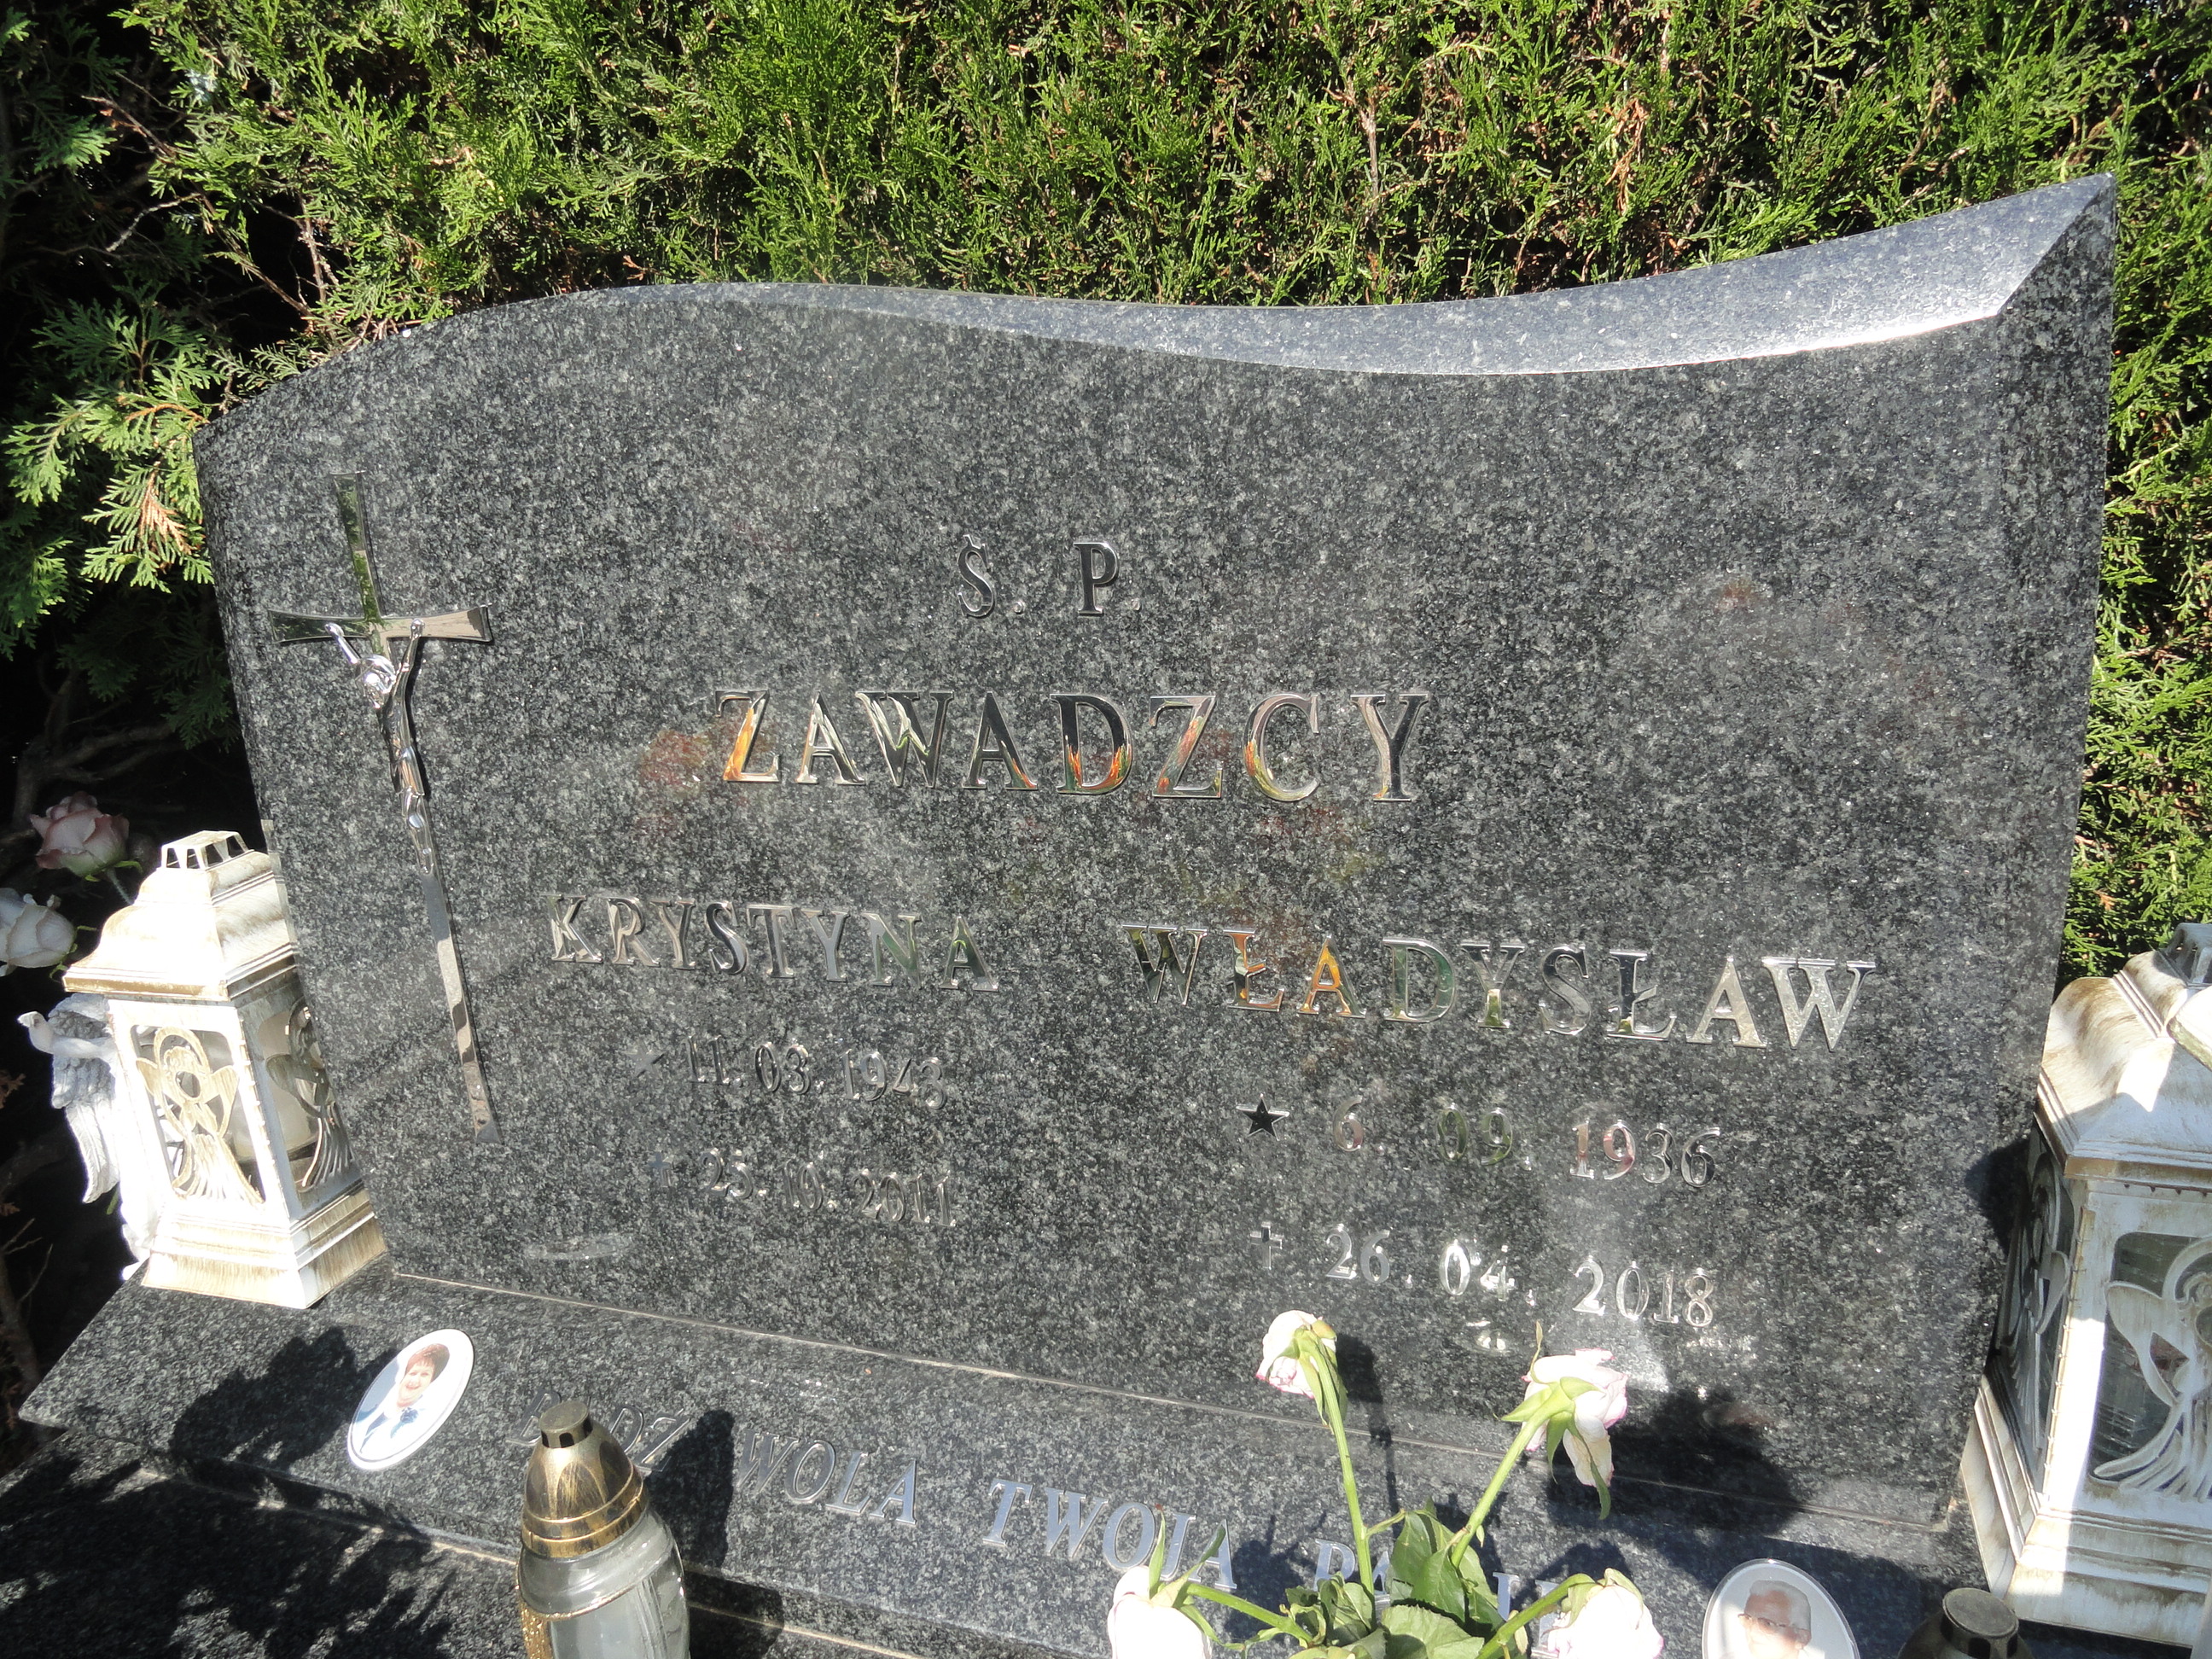 Ś. P.
ZAWADZCY
KRYSTYNA WŁADYSŁAW
★ 11. 03. 1943
★ 6. 09. 1936
✝ 25. 10. 2011
✝ 26. 04. 2018
WOLA TWOJA